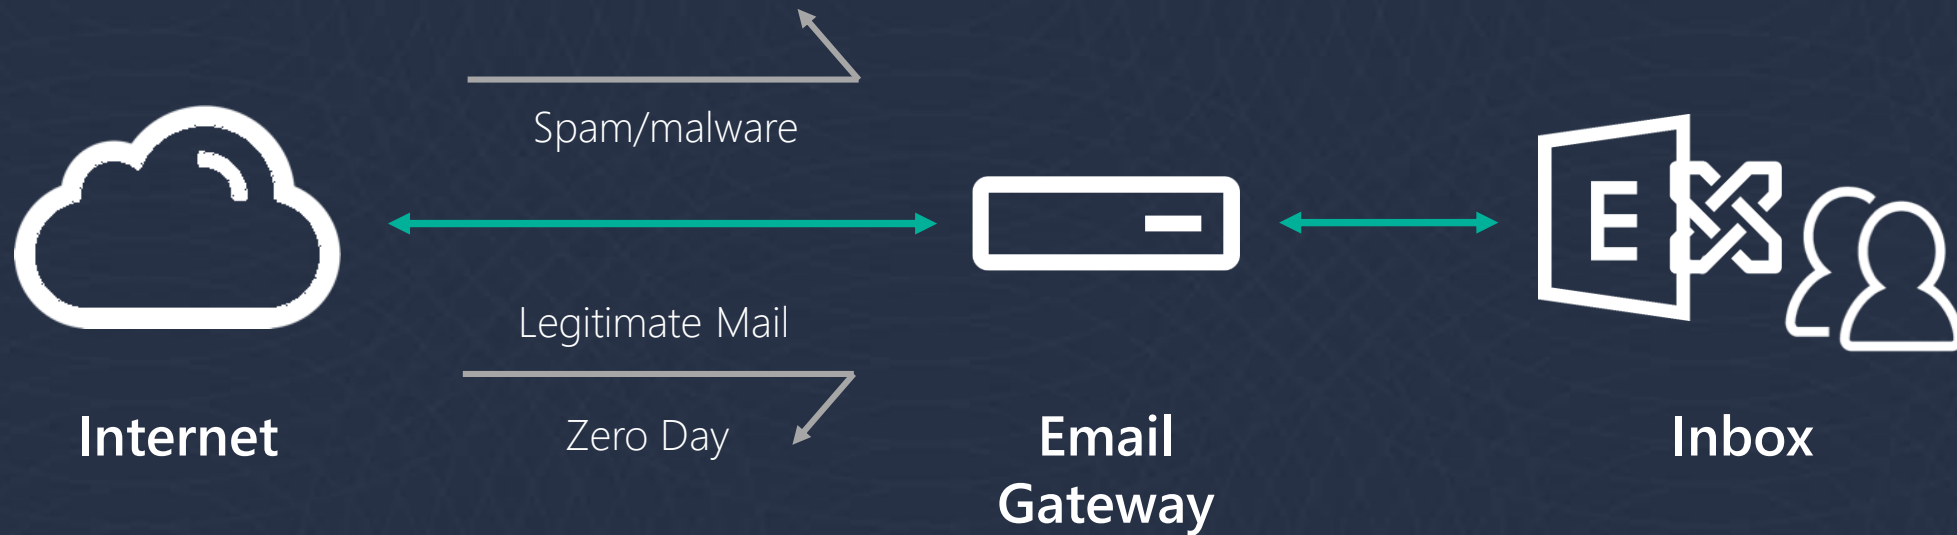 Spam/malware
E
Legitimate Mail
Zero Day
Internet
Email
Gateway
Inbox